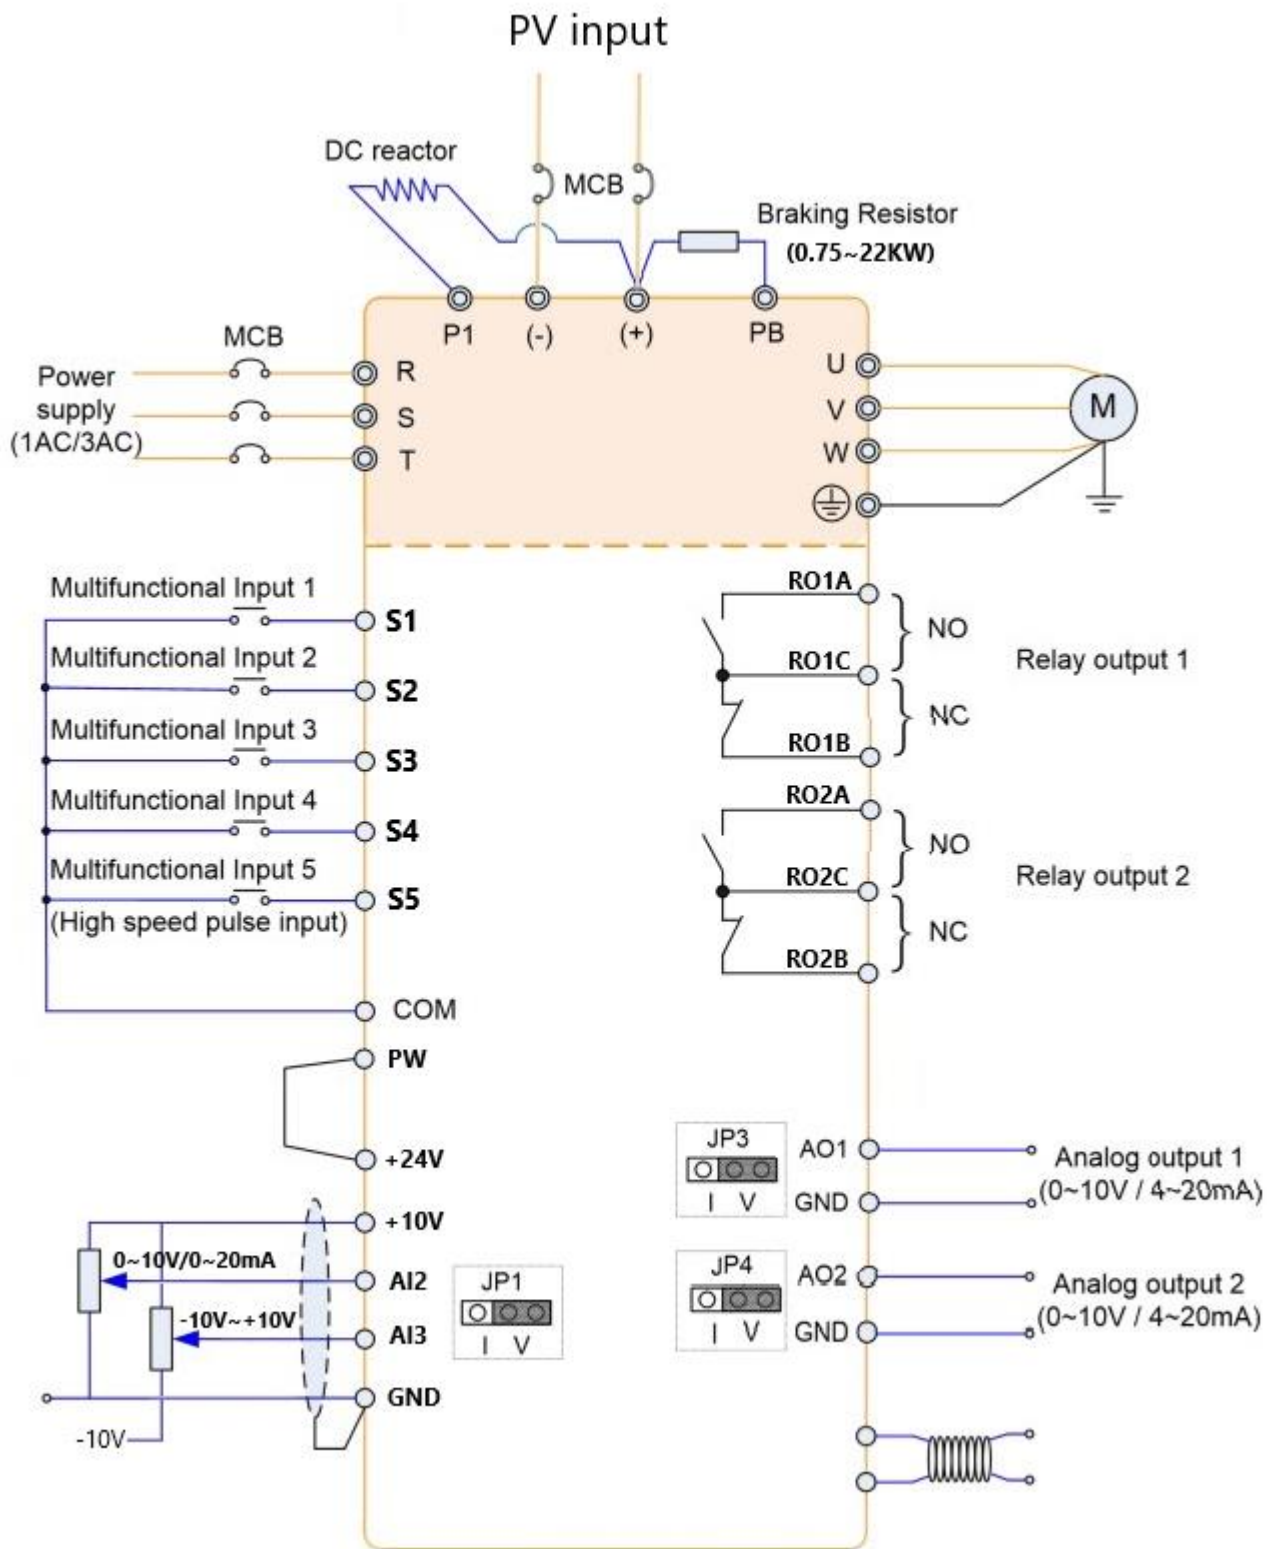 PV input
DC reactor
MCB
Braking Resistor
(0.75~22KW)
P1
(-)
(+)
PB
MCB
Power
supply
(1AC/3AC)
R
S
T
U
V
W
M
Multifunctional Input 1
S1
Multifunctional Input 2
S2
Multifunctional Input 3
S3
Multifunctional Input 4
S4
Multifunctional Input 5
S5
(High speed pulse input)
COM
PW
+24V
+10V
0~10V/0~20mA
AI2
-10V~+10V
AI3
GND
-10V
JP1
I V
RO1A
NO
RO1C
Relay output 1
NC
RO1B
RO2A
NO
RO2C
Relay output 2
NC
RO2B
JP3
I V
AO1
GND
Analog output 1
(0~10V / 4~20mA)
JP4
I V
AO2
GND
Analog output 2
(0~10V / 4~20mA)